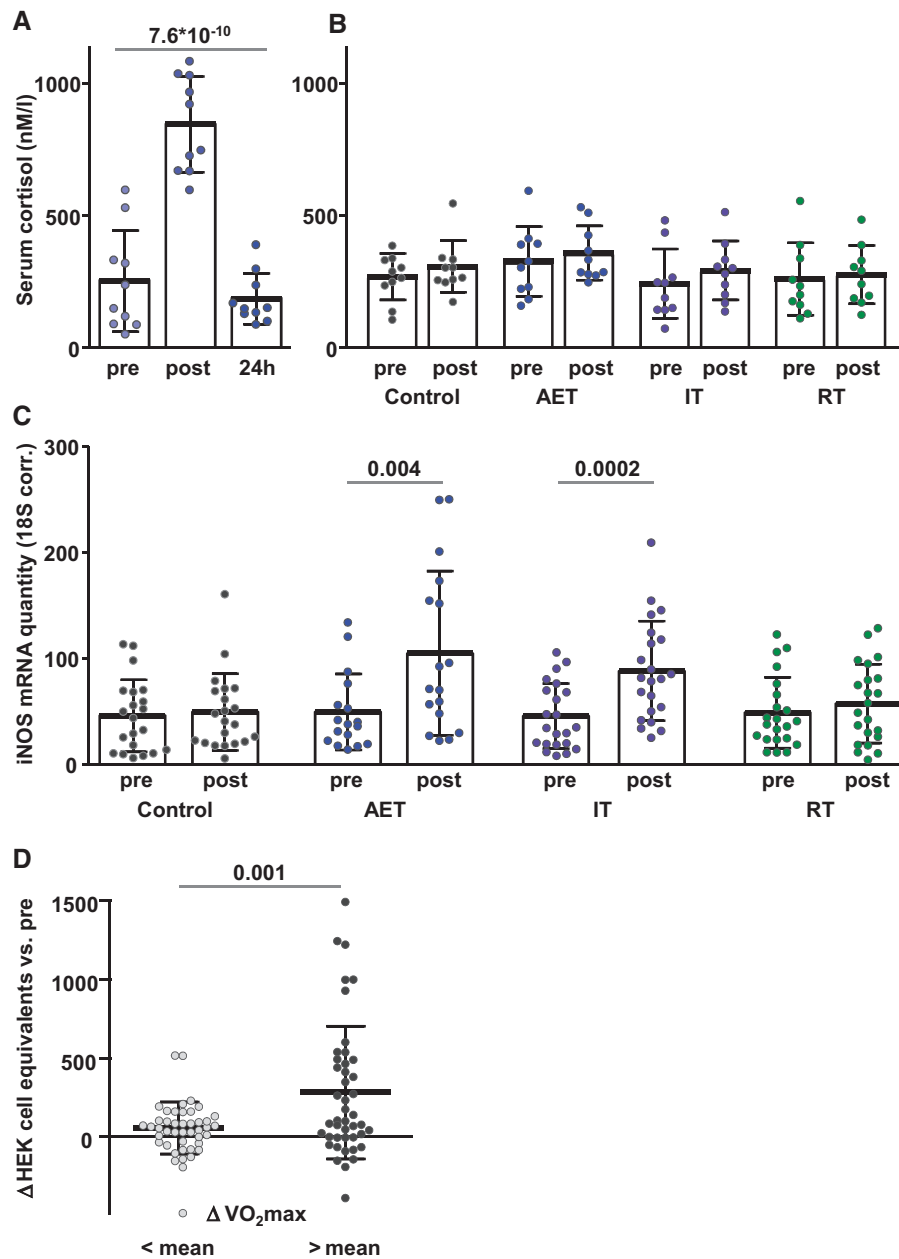 A
B
7.6*10-10
Serum cortisol (nM/l)
1000
500
0
pre post 24h
1000
500
0
pre post pre post pre post pre post
Control AET IT RT
C
iNOS mRNA quantity (18S corr.)
300
200
100
0
0.004
0.0002
pre post pre post pre post pre post
Control AET IT RT
D
ΔHEK cell equivalents vs. pre
0.001
1500
1000
500
0
Δ VO2max
< mean > mean